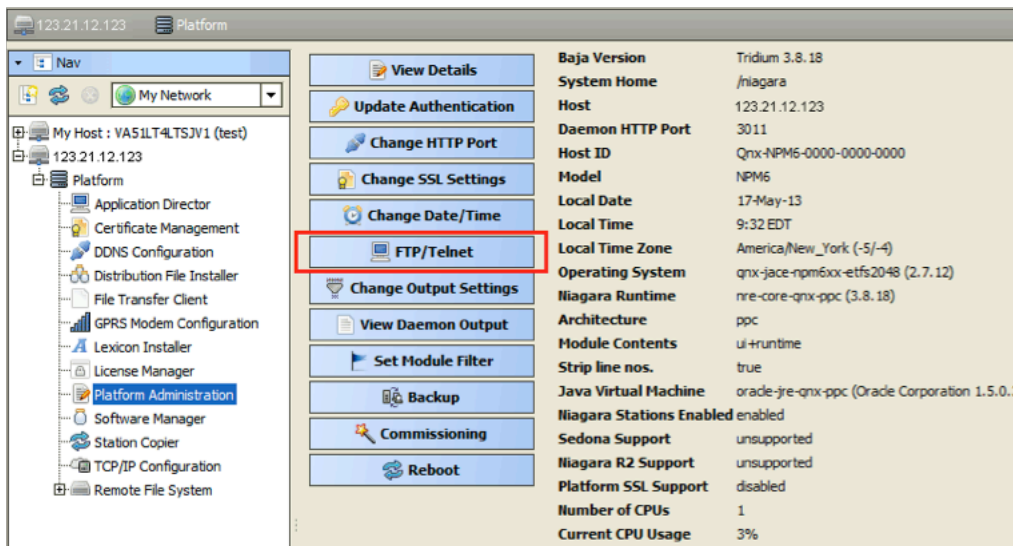 123.21.12.123 Platform
Nav
My Network
My Host : VA51LT4LTSJV1 (test)
123.21.12.123
Platform
Application Director
Certificate Management
DDNS Configuration
Distribution File Installer
File Transfer Client
GPRS Modem Configuration
Lexicon Installer
License Manager
Platform Administration
Software Manager
Station Copier
TCP/IP Configuration
Remote File System
View Details
Update Authentication
Change HTTP Port
Change SSL Settings
Change Date/Time
FTP/Telnet
Change Output Settings
View Daemon Output
Set Module Filter
Backup
Commissioning
Reboot
Baja Version Tridium 3.8.18
System Home /niagara
Host 123.21.12.123
Daemon HTTP Port 3011
Host ID Qnx-NPM6-0000-0000-0000
Model NPM6
Local Date 17-May-13
Local Time 9:32 EDT
Local Time Zone America/New_York (-5/-4)
Operating System qnx-jace-npm6xx-etfs2048 (2.7.12)
Niagara Runtime nre-core-qnx-ppc (3.8.18)
Architecture ppc
Module Contents ui+runtime
Strip line nos. true
Java Virtual Machine oracle-jre-qnx-ppc (Oracle Corporation 1.5.0.
Niagara Stations Enabled enabled
Sedona Support unsupported
Niagara R2 Support unsupported
Platform SSL Support disabled
Number of CPUs 1
Current CPU Usage 3%